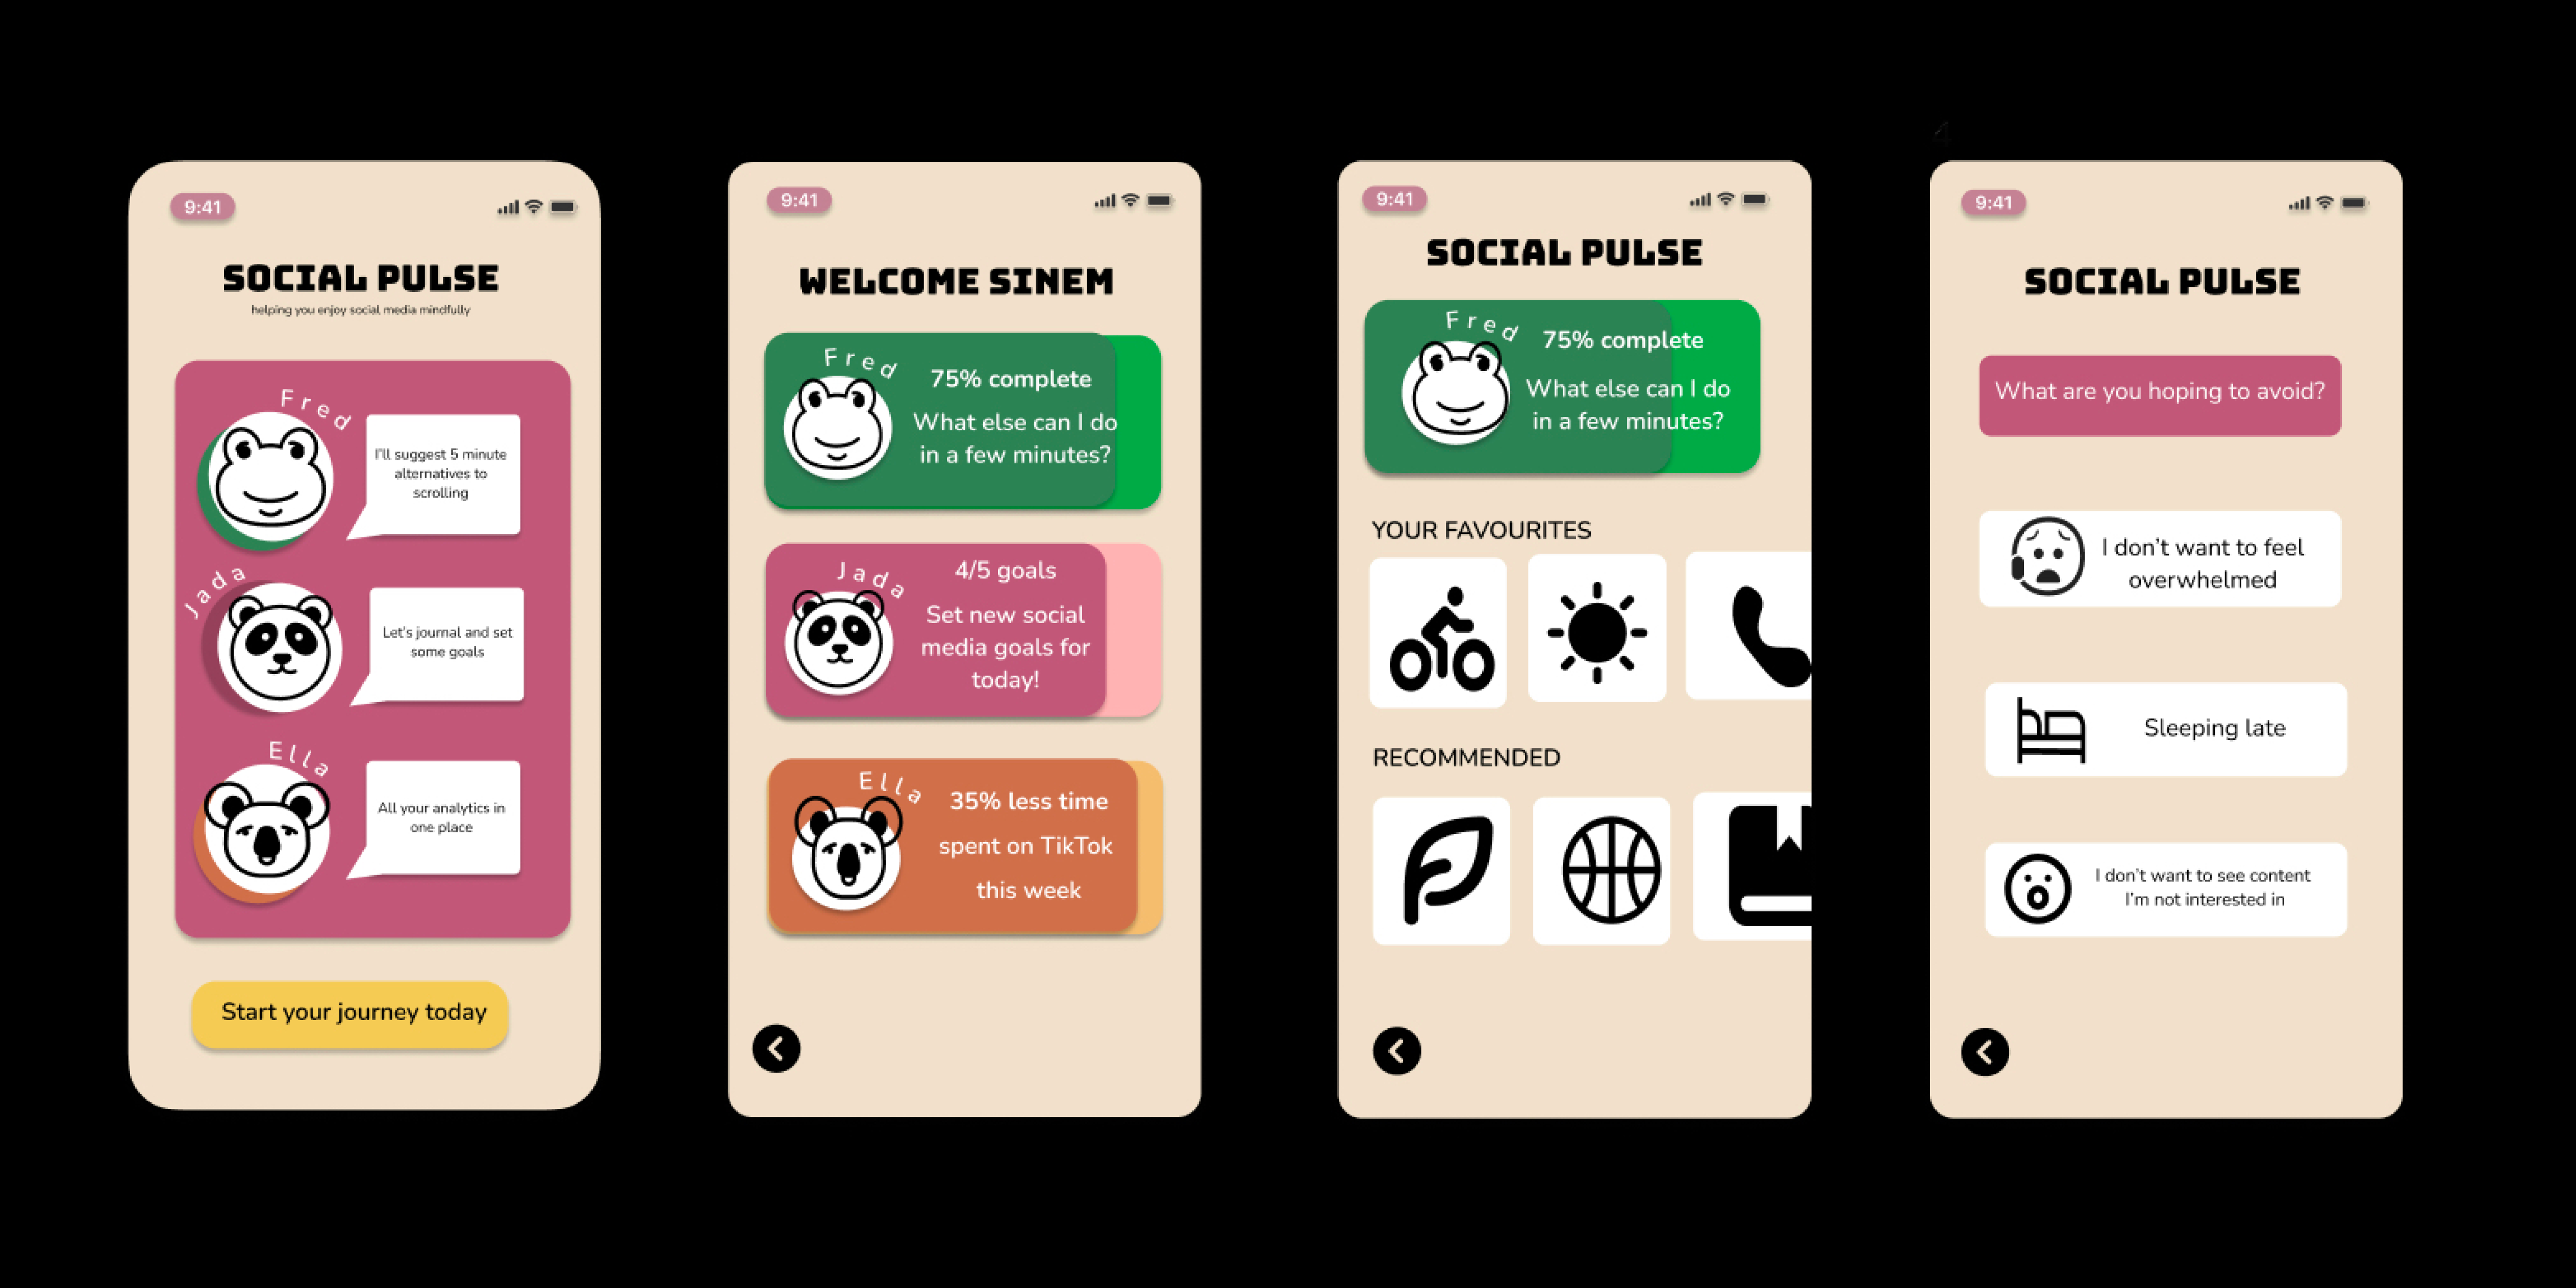 9:41
SOCIAL PULSE
helping you enjoy social media mindfully
Fred
I'll suggest 5 minute
alternatives to
scrolling
Jada
Let's journal and set
some goals
Ella
All your analytics in
one place
Start your journey today
9:41
WELCOME SINEM
Fred
75% complete
What else can I do
in a few minutes?
Jada
4/5 goals
Set new social
media goals for
today!
Ella
35% less time
spent on TikTok
this week
9:41
SOCIAL PULSE
Fred
75% complete
What else can I do
in a few minutes?
YOUR FAVOURITES
RECOMMENDED
4
9:41
SOCIAL PULSE
What are you hoping to avoid?
I don't want to feel
overwhelmed
Sleeping late
I don't want to see content
I'm not interested in